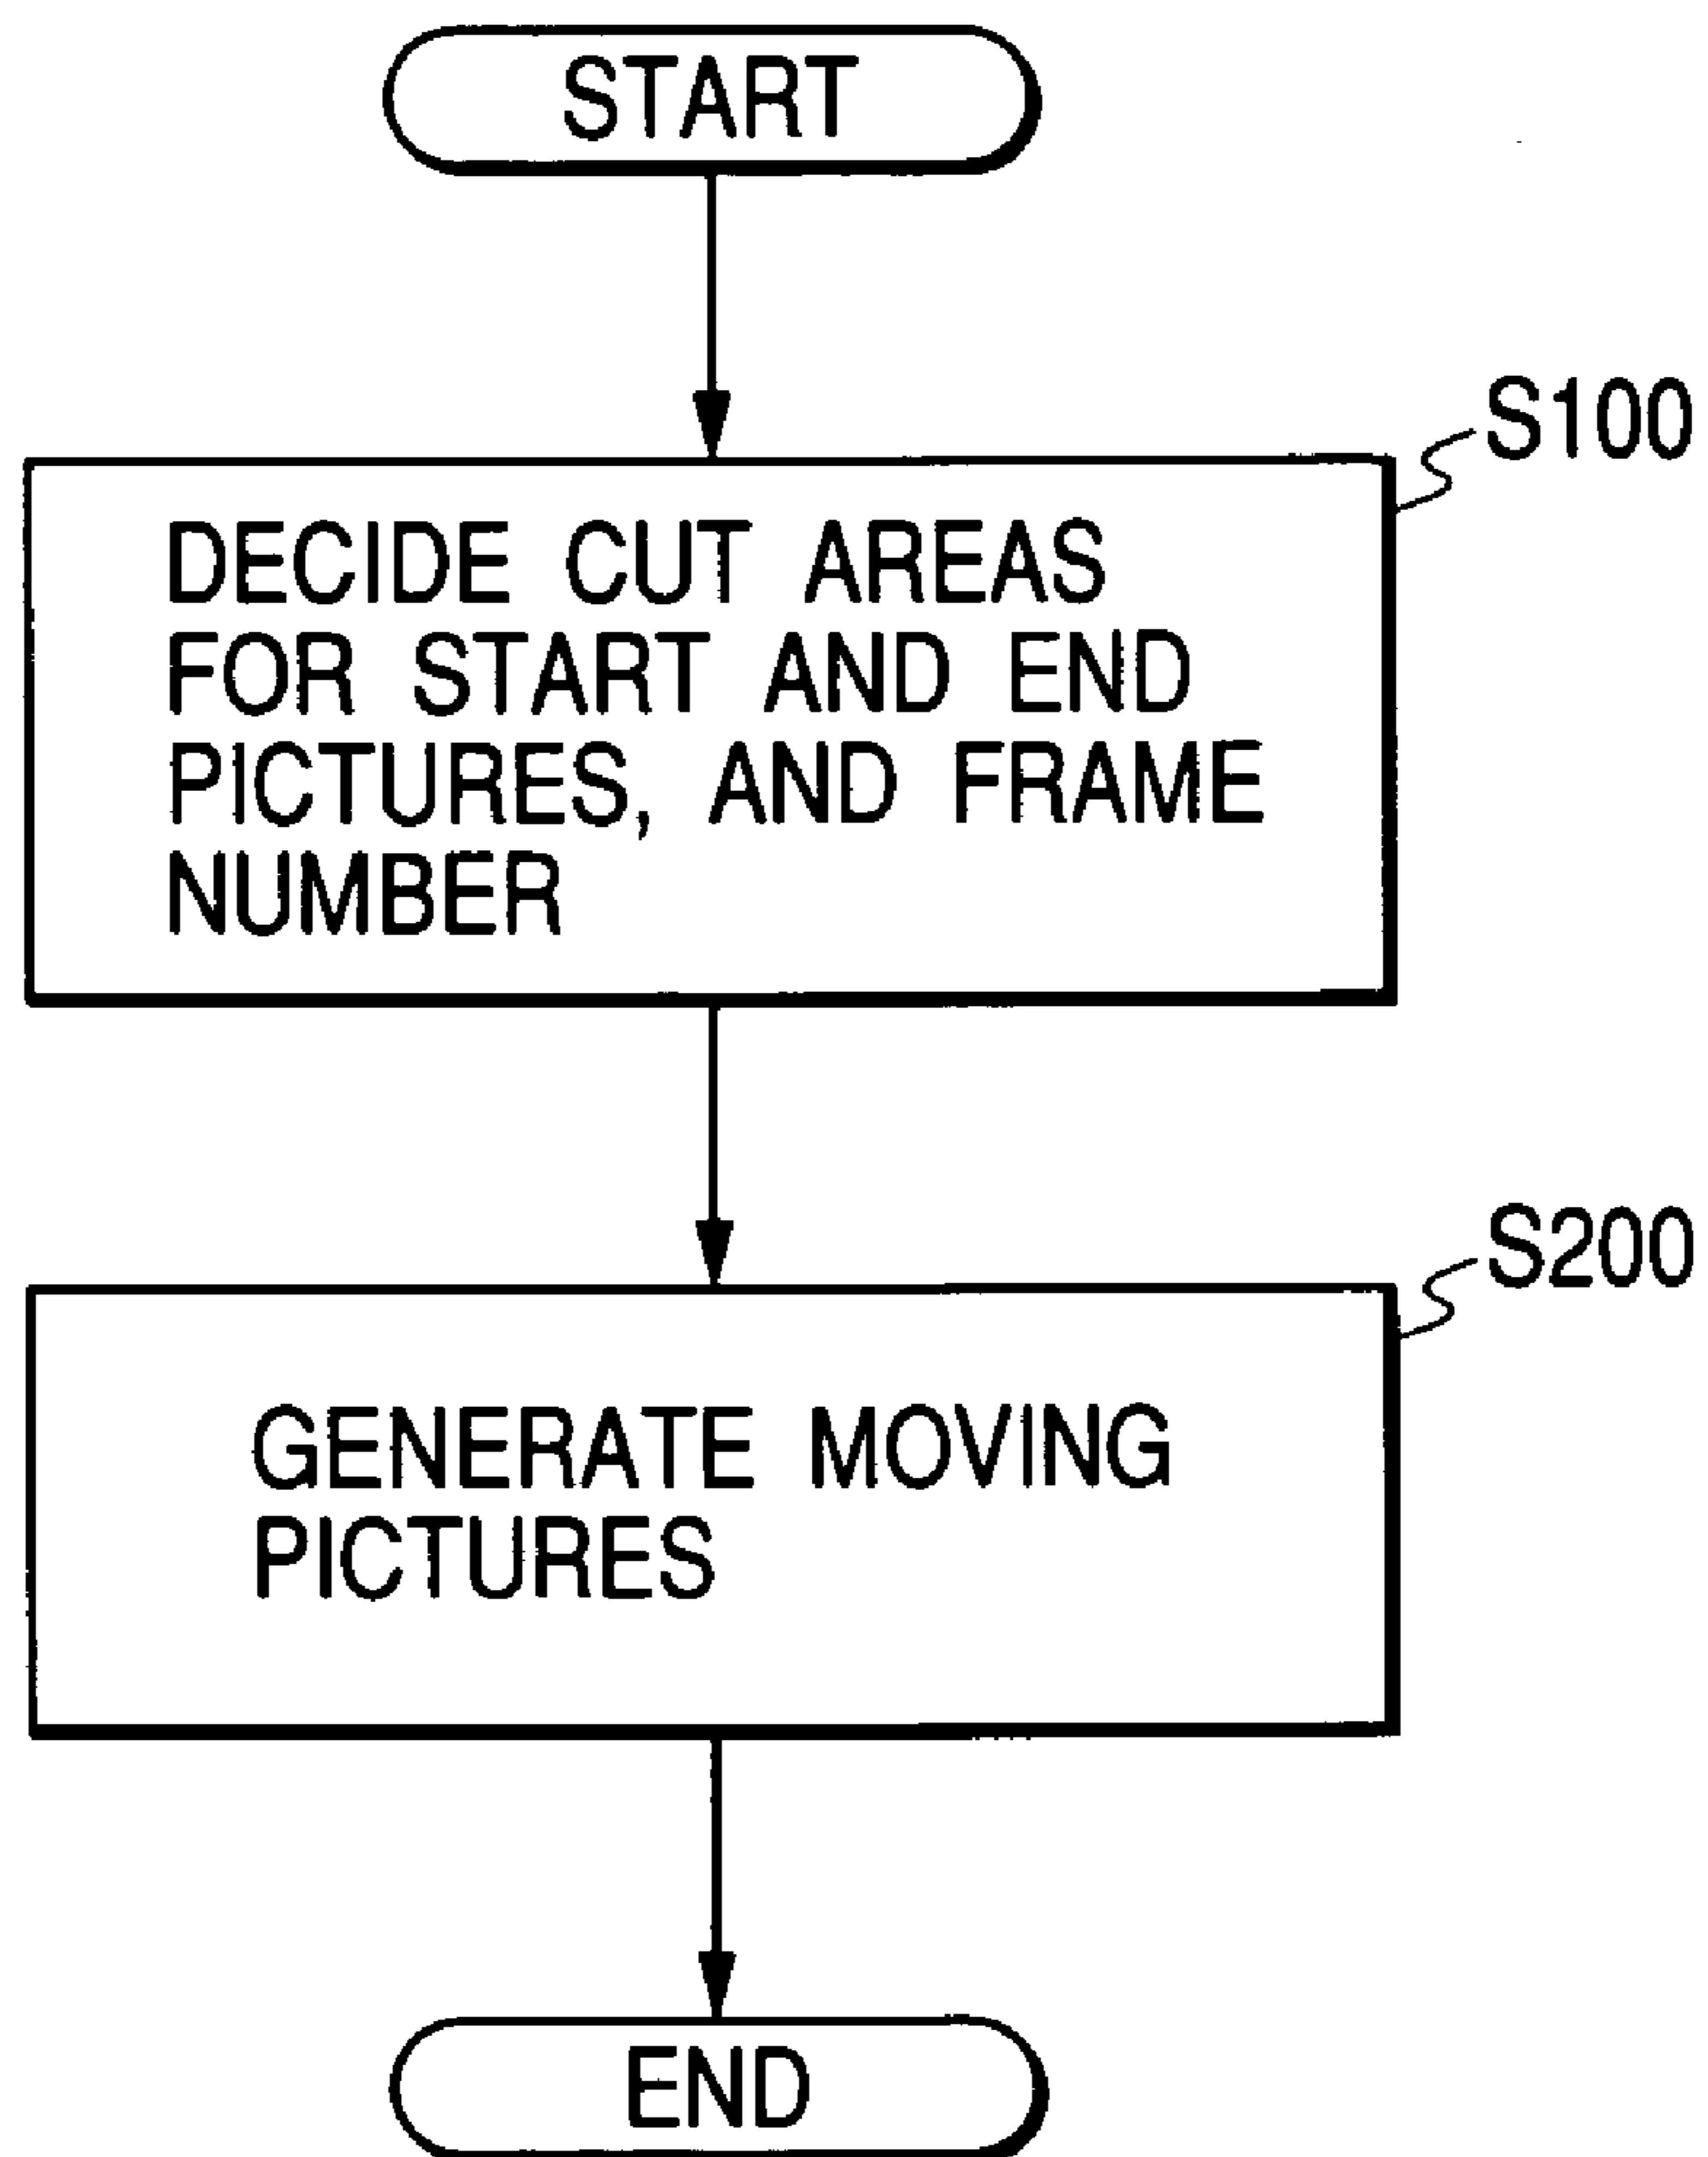 START
S100
DECIDE CUT AREAS
FOR START AND END
PICTURES, AND FRAME
NUMBER
S200
GENERATE MOVING
PICTURES
END